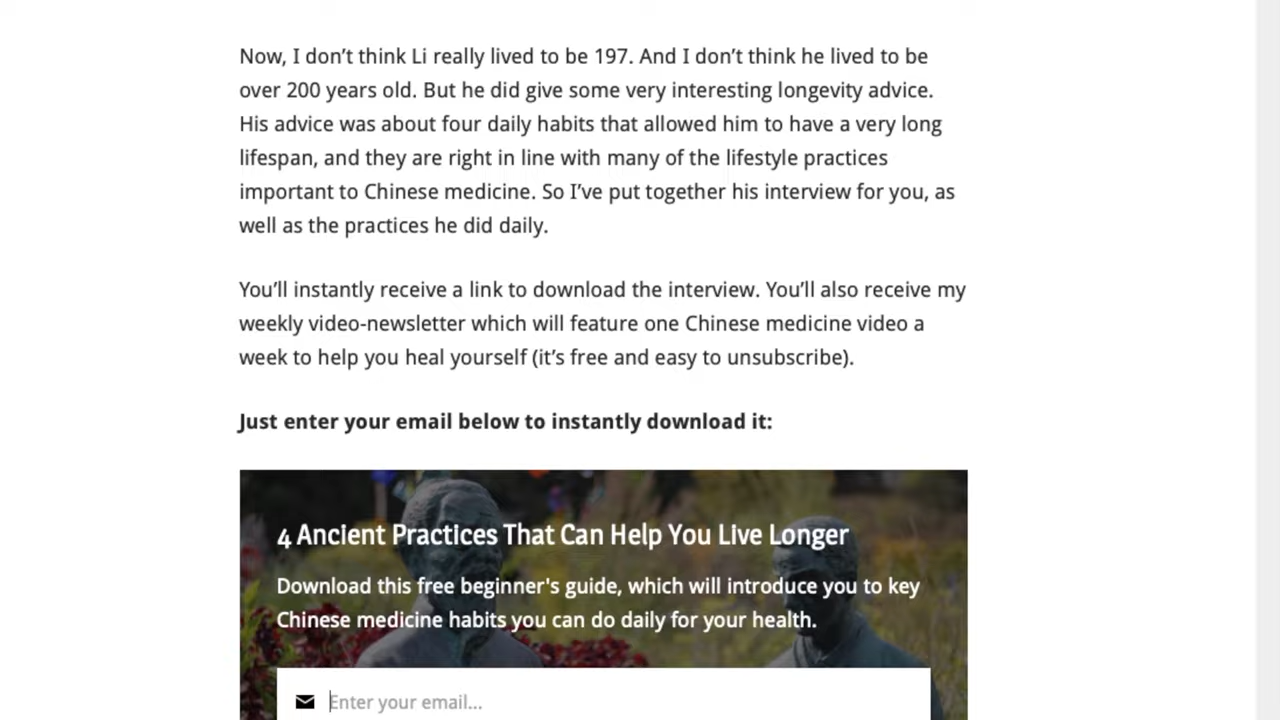 Now, I don’t think Li really lived to be 197. And I don’t think he lived to be
over 200 years old. But he did give some very interesting longevity advice.
His advice was about four daily habits that allowed him to have a very long
lifespan, and they are right in line with many of the lifestyle practices
important to Chinese medicine. So I’ve put together his interview for you, as
well as the practices he did daily.
You’ll instantly receive a link to download the interview. You’ll also receive my
weekly video-newsletter which will feature one Chinese medicine video a
week to help you heal yourself (it’s free and easy to unsubscribe).
Just enter your email below to instantly download it:
4 Ancient Practices That Can Help You Live Longer
Download this free beginner's guide, which will introduce you to key
Chinese medicine habits you can do daily for your health.
Enter your email...